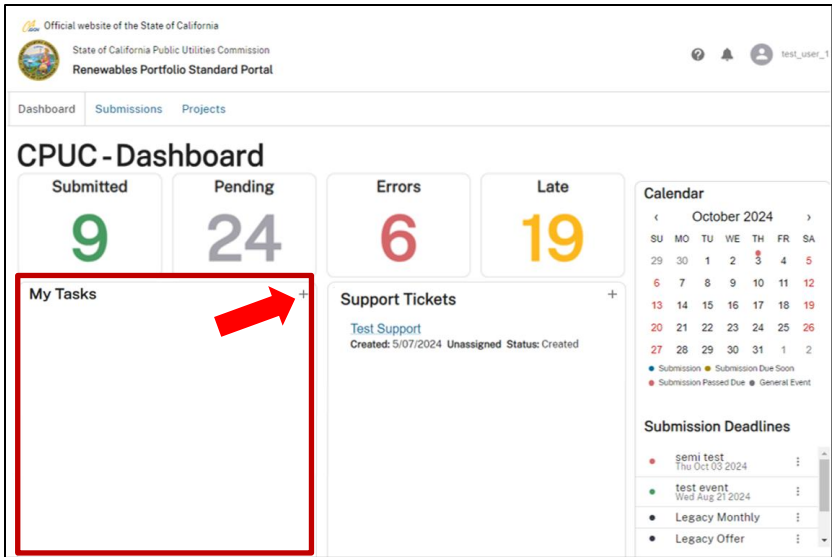 Official website of the State of California
State of California Public Utilities Commission
Renewables Portfolio Standard Portal
test_user_1
Dashboard Submissions Projects
CPUC - Dashboard
Submitted
9
Pending
24
Errors
6
Late
19
My Tasks +
Support Tickets +
Test Support
Created: 5/07/2024 Unassigned Status: Created
Calendar
‹ October 2024 ›
SU MO TU WE TH FR SA
29 30 1 2 3 4 5
6 7 8 9 10 11 12
13 14 15 16 17 18 19
20 21 22 23 24 25 26
27 28 29 30 31 1 2
Submission Submission Due Soon
Submission Passed Due General Event
Submission Deadlines
semi test
Thu Oct 03 2024
test event
Wed Aug 21 2024
Legacy Monthly
Legacy Offer